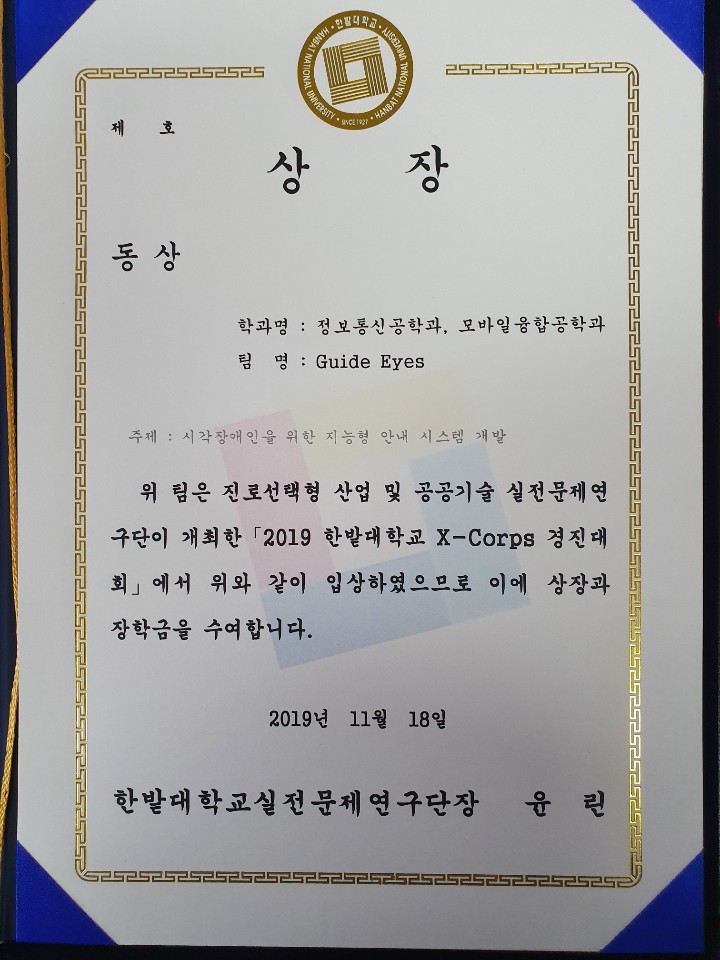 한밭대학교
HANBAT NATIONAL UNIVERSITY
HANBAT NATIONAL UNIVERSITY
SINCE 1927
제 호
상 장
동 상
학과명 : 정보통신공학과, 모바일융합공학과
팀 명 : Guide Eyes
주제 : 시각장애인을 위한 지능형 안내 시스템 개발
위 팀은 진로선택형 산업 및 공공기술 실전문제연
구단이 개최한「2019 한밭대학교 X-Corps 경진대
회」에서 위와 같이 입상하였으므로 이에 상장과
장학금을 수여합니다.
2019년 11월 18일
한밭대학교실전문제연구단장 윤 린